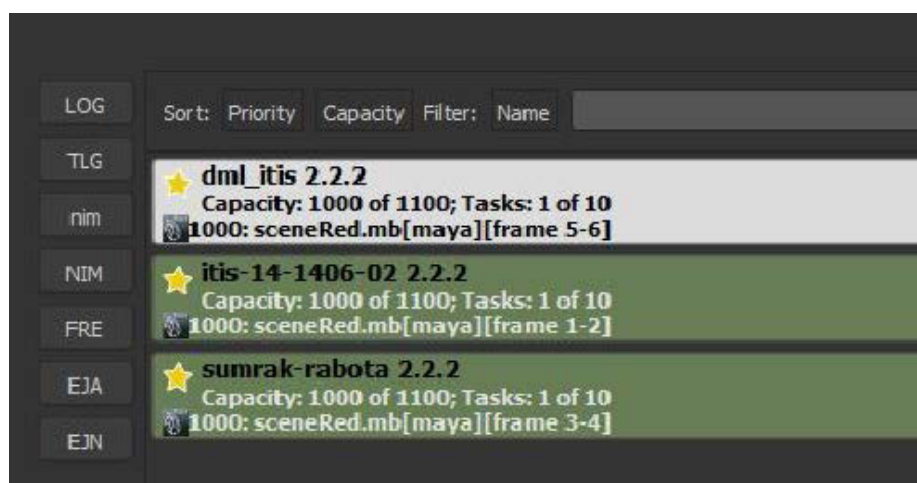 LOG
TLG
nim
NIM
FRE
EJA
EJN
Sort: Priority Capacity Filter: Name
dml_itis 2.2.2
Capacity: 1000 of 1100; Tasks: 1 of 10
1000: sceneRed.mb[maya][frame 5-6]
itis-14-1406-02 2.2.2
Capacity: 1000 of 1100; Tasks: 1 of 10
1000: sceneRed.mb[maya][frame 1-2]
sumrak-rabota 2.2.2
Capacity: 1000 of 1100; Tasks: 1 of 10
1000: sceneRed.mb[maya][frame 3-4]